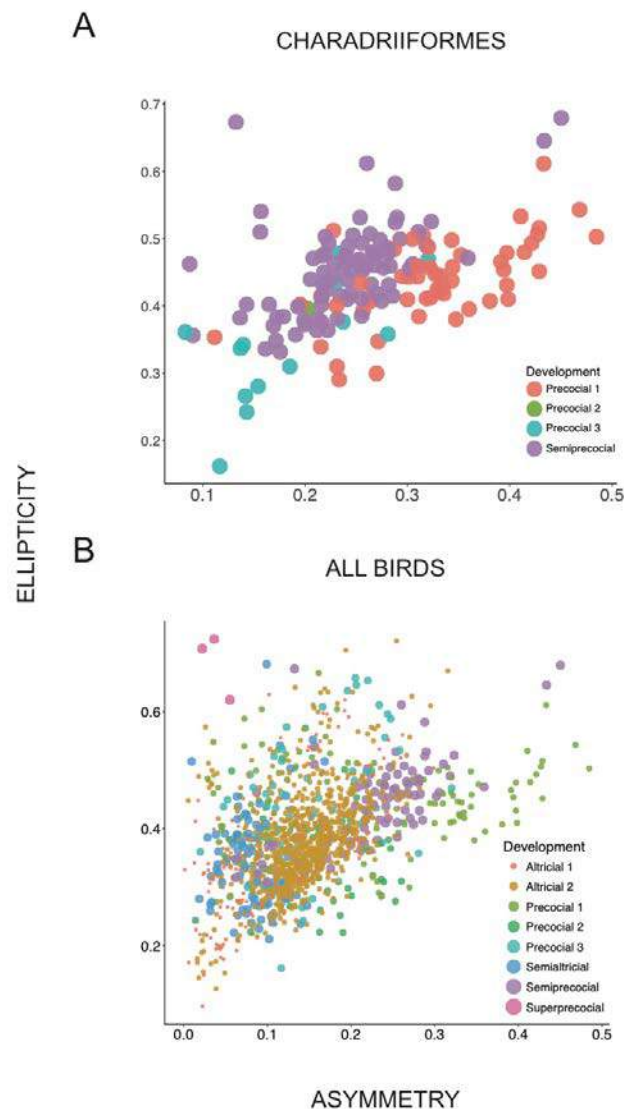 A
CHARADRIIFORMES
0.7
0.6
0.5
0.4
0.3
0.2
Development
Precocial 1
Precocial 2
Precocial 3
Semiprecocial
0.1 0.2 0.3 0.4 0.5
ELLIPTICITY
B
ALL BIRDS
0.6
0.4
0.2
Development
Altricial 1
Altricial 2
Precocial 1
Precocial 2
Precocial 3
Semialtricial
Semiprecocial
Superprecocial
0.0 0.1 0.2 0.3 0.4 0.5
ASYMMETRY